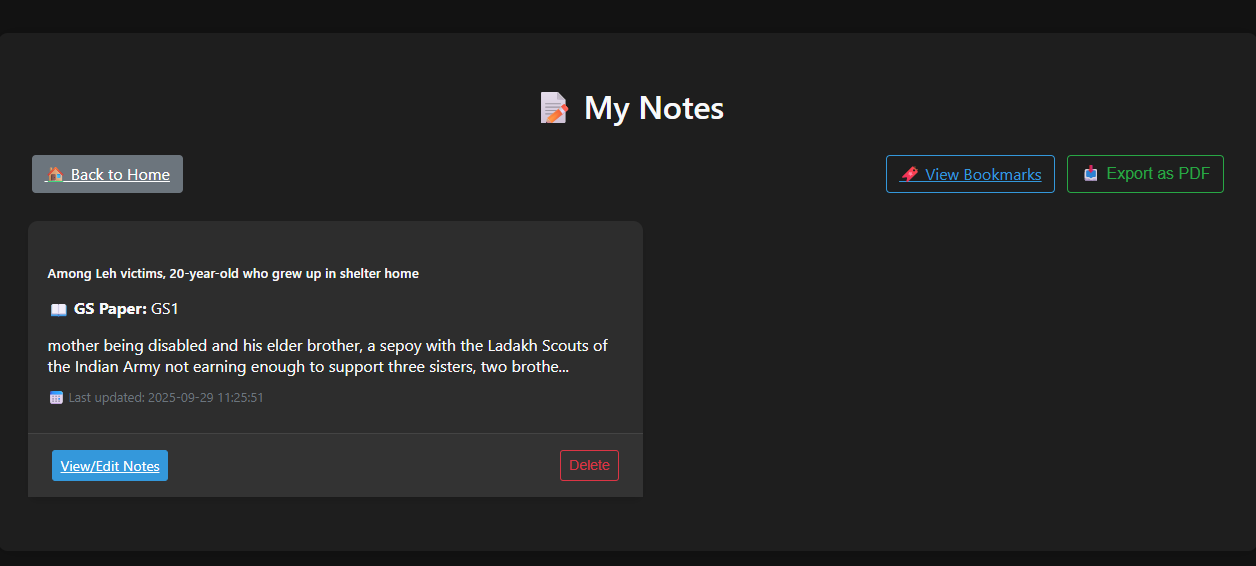 📝 My Notes
🏠 Back to Home
🔖 View Bookmarks
📥 Export as PDF
Among Leh victims, 20-year-old who grew up in shelter home
📖 GS Paper: GS1
mother being disabled and his elder brother, a sepoy with the Ladakh Scouts of
the Indian Army not earning enough to support three sisters, two brothe...
📅 Last updated: 2025-09-29 11:25:51
View/Edit Notes
Delete